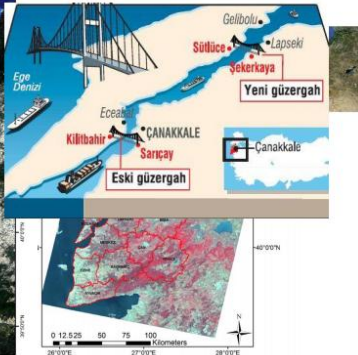 Gelibolu
Sütlüce
Lapseki
Şekerkaya
Yeni güzergah
Ege
Denizi
Eceabat
Kilitbahir
ÇANAKKALE
Sarıçay
Eski güzergah
Çanakkale
40°0'0"N
0 12.525 50 75 100
Kilometers
N
26°0'0"E
27°0'0"E
28°0'0"E